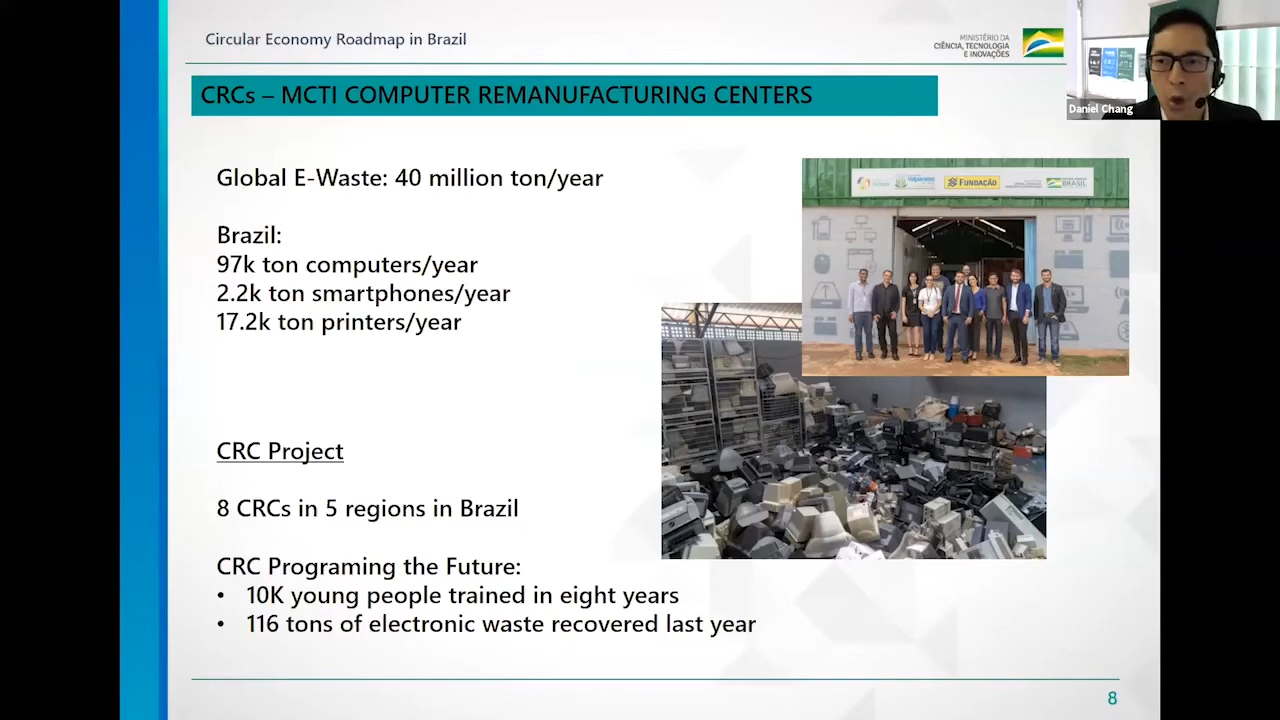 Circular Economy Roadmap in Brazil
MINISTÉRIO DA
CIÊNCIA, TECNOLOGIA
E INOVAÇÕES
Daniel Chang
CRCs – MCTI COMPUTER REMANUFACTURING CENTERS
Global E-Waste: 40 million ton/year
Brazil:
97k ton computers/year
2.2k ton smartphones/year
17.2k ton printers/year
FUNDAÇÃO
BRASIL
CRC Project
8 CRCs in 5 regions in Brazil
CRC Programing the Future:
• 10K young people trained in eight years
• 116 tons of electronic waste recovered last year
8